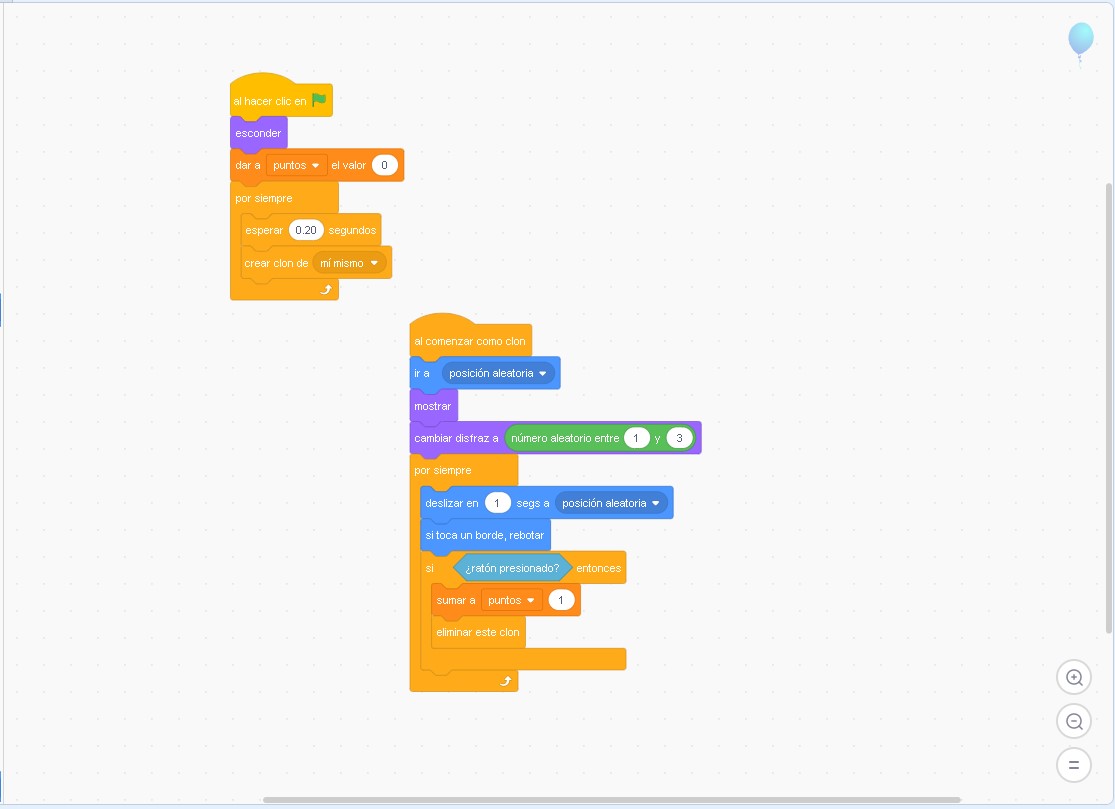 al hacer clic en
esconder
dar a puntos el valor 0
por siempre
esperar 0.20 segundos
crear clon de mí mismo
al comenzar como clon
ir a posición aleatoria
mostrar
cambiar disfraz a número aleatorio entre 1 y 3
por siempre
deslizar en 1 segs a posición aleatoria
si toca un borde, rebotar
si ¿ratón presionado? entonces
sumar a puntos 1
eliminar este clon